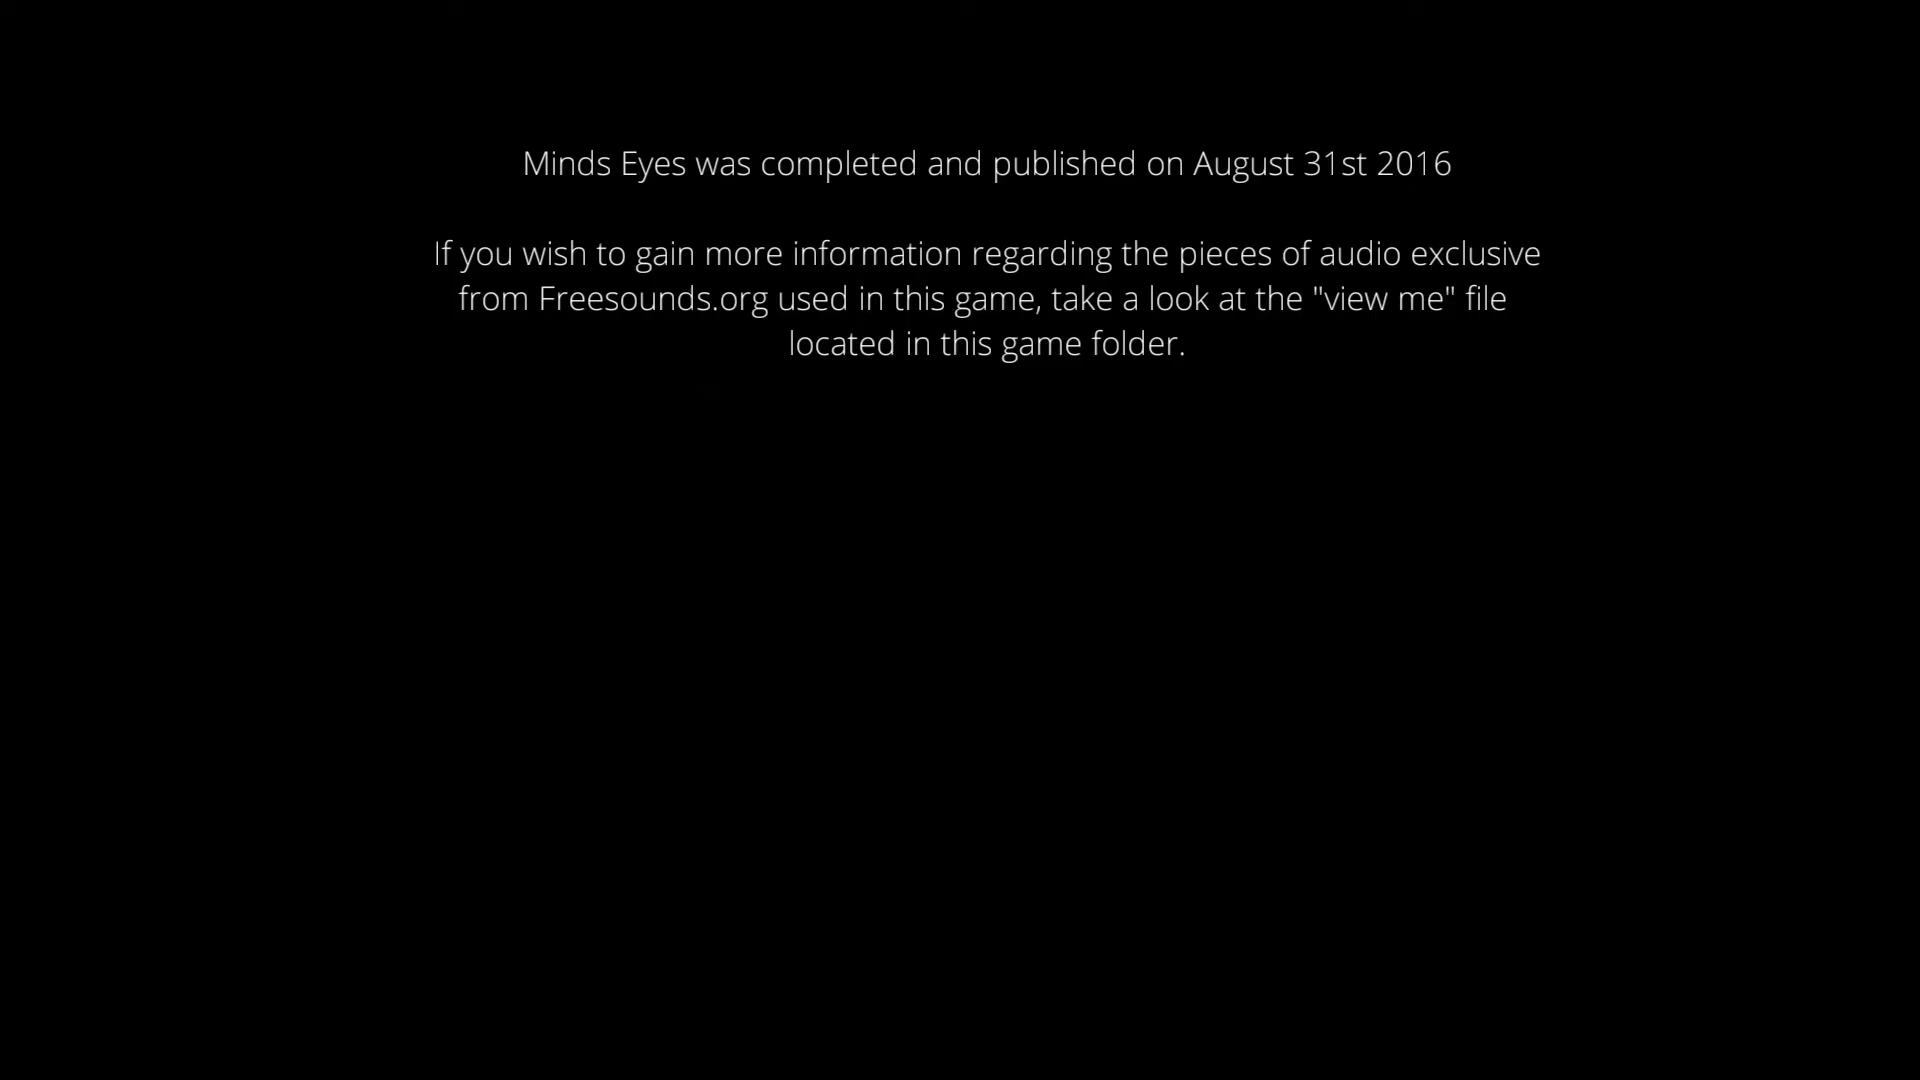 Minds Eyes was completed and published on August 31st 2016
If you wish to gain more information regarding the pieces of audio exclusive
from Freesounds.org used in this game, take a look at the "view me" file
located in this game folder.